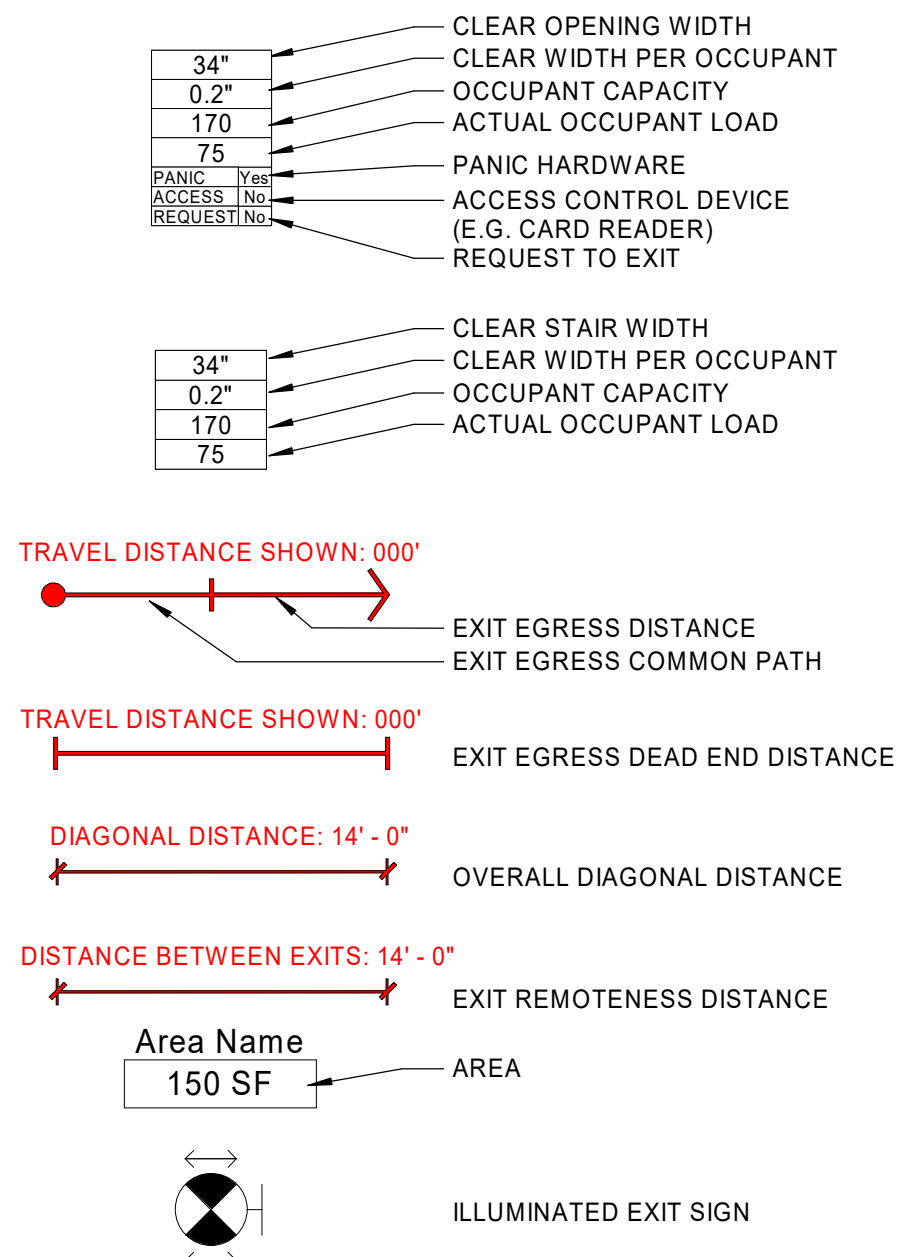 CLEAR OPENING WIDTH
34"
CLEAR WIDTH PER OCCUPANT
0.2"
OCCUPANT CAPACITY
170
ACTUAL OCCUPANT LOAD
75
PANIC HARDWARE
PANIC Yes
ACCESS No
ACCESS CONTROL DEVICE
(E.G. CARD READER)
REQUEST No
REQUEST TO EXIT
CLEAR STAIR WIDTH
34"
CLEAR WIDTH PER OCCUPANT
0.2"
OCCUPANT CAPACITY
170
ACTUAL OCCUPANT LOAD
75
TRAVEL DISTANCE SHOWN: 000'
EXIT EGRESS DISTANCE
EXIT EGRESS COMMON PATH
TRAVEL DISTANCE SHOWN: 000'
EXIT EGRESS DEAD END DISTANCE
DIAGONAL DISTANCE: 14' - 0"
OVERALL DIAGONAL DISTANCE
DISTANCE BETWEEN EXITS: 14' - 0"
EXIT REMOTENESS DISTANCE
Area Name
150 SF
AREA
ILLUMINATED EXIT SIGN